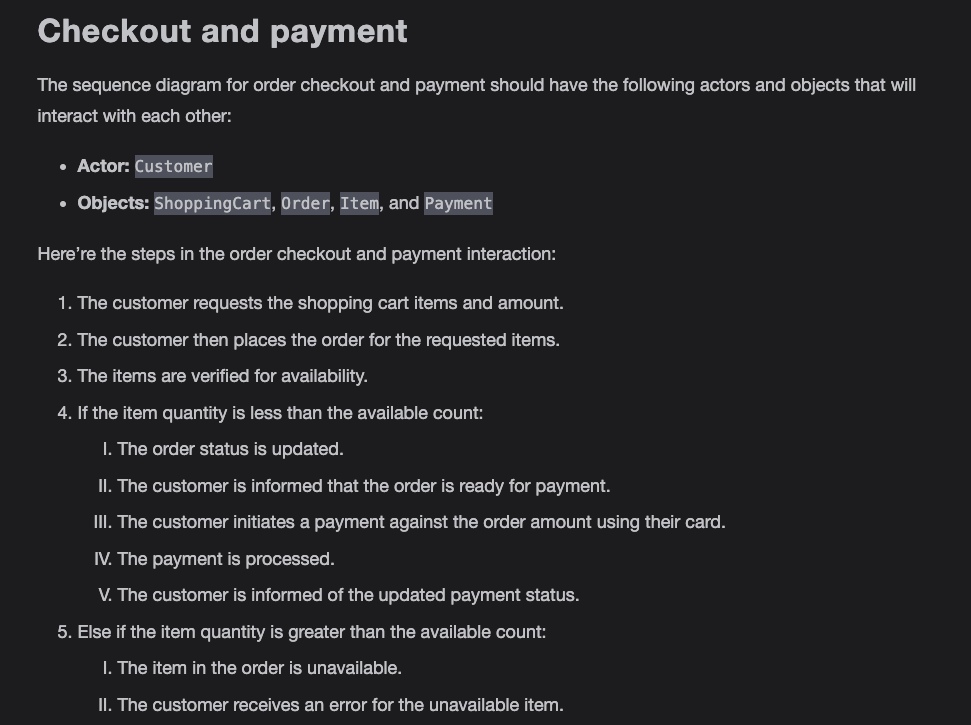 Checkout and payment
The sequence diagram for order checkout and payment should have the following actors and objects that will
interact with each other:
• Actor: Customer
• Objects: ShoppingCart, Order, Item, and Payment
Here’re the steps in the order checkout and payment interaction:
1. The customer requests the shopping cart items and amount.
2. The customer then places the order for the requested items.
3. The items are verified for availability.
4. If the item quantity is less than the available count:
I. The order status is updated.
II. The customer is informed that the order is ready for payment.
III. The customer initiates a payment against the order amount using their card.
IV. The payment is processed.
V. The customer is informed of the updated payment status.
5. Else if the item quantity is greater than the available count:
I. The item in the order is unavailable.
II. The customer receives an error for the unavailable item.